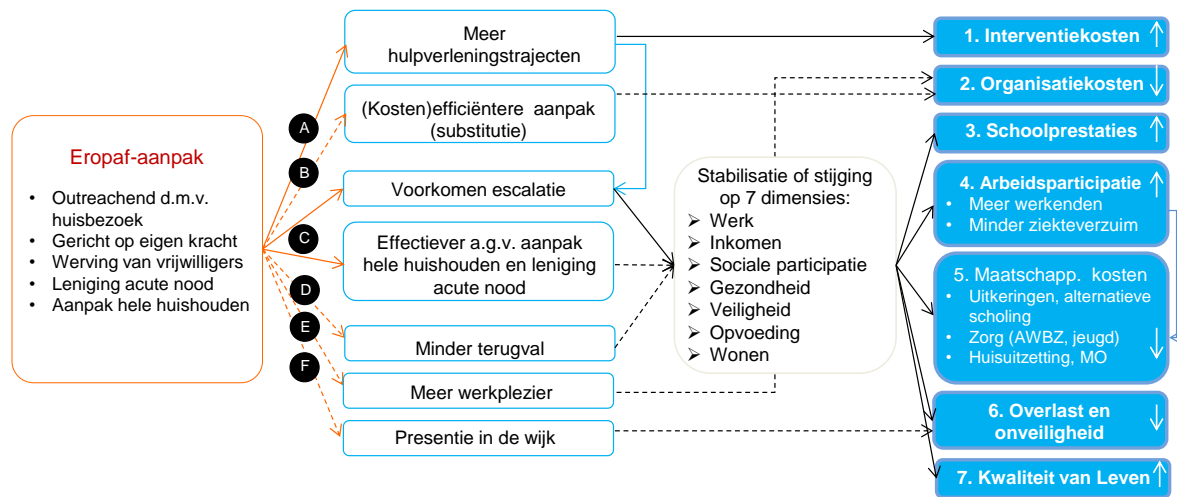 Eropaf-aanpak
• Outreachend d.m.v.
huisbezoek
• Gericht op eigen kracht
• Werving van vrijwilligers
• Leniging acute nood
• Aanpak hele huishouden
A
B
C
D
E
F
Meer
hulpverleningstrajecten
(Kosten)efficiëntere aanpak
(substitutie)
Voorkomen escalatie
Effectiever a.g.v. aanpak
hele huishouden en leniging
acute nood
Minder terugval
Meer werkplezier
Presentie in de wijk
Stabilisatie of stijging
op 7 dimensies:
➢ Werk
➢ Inkomen
➢ Sociale participatie
➢ Gezondheid
➢ Veiligheid
➢ Opvoeding
➢ Wonen
1. Interventiekosten
2. Organisatiekosten
3. Schoolprestaties
4. Arbeidsparticipatie
• Meer werkenden
• Minder ziekteverzuim
5. Maatschapp. kosten
• Uitkeringen, alternatieve
scholing
• Zorg (AWBZ, jeugd)
• Huisuitzetting, MO
6. Overlast en
onveiligheid
7. Kwaliteit van Leven